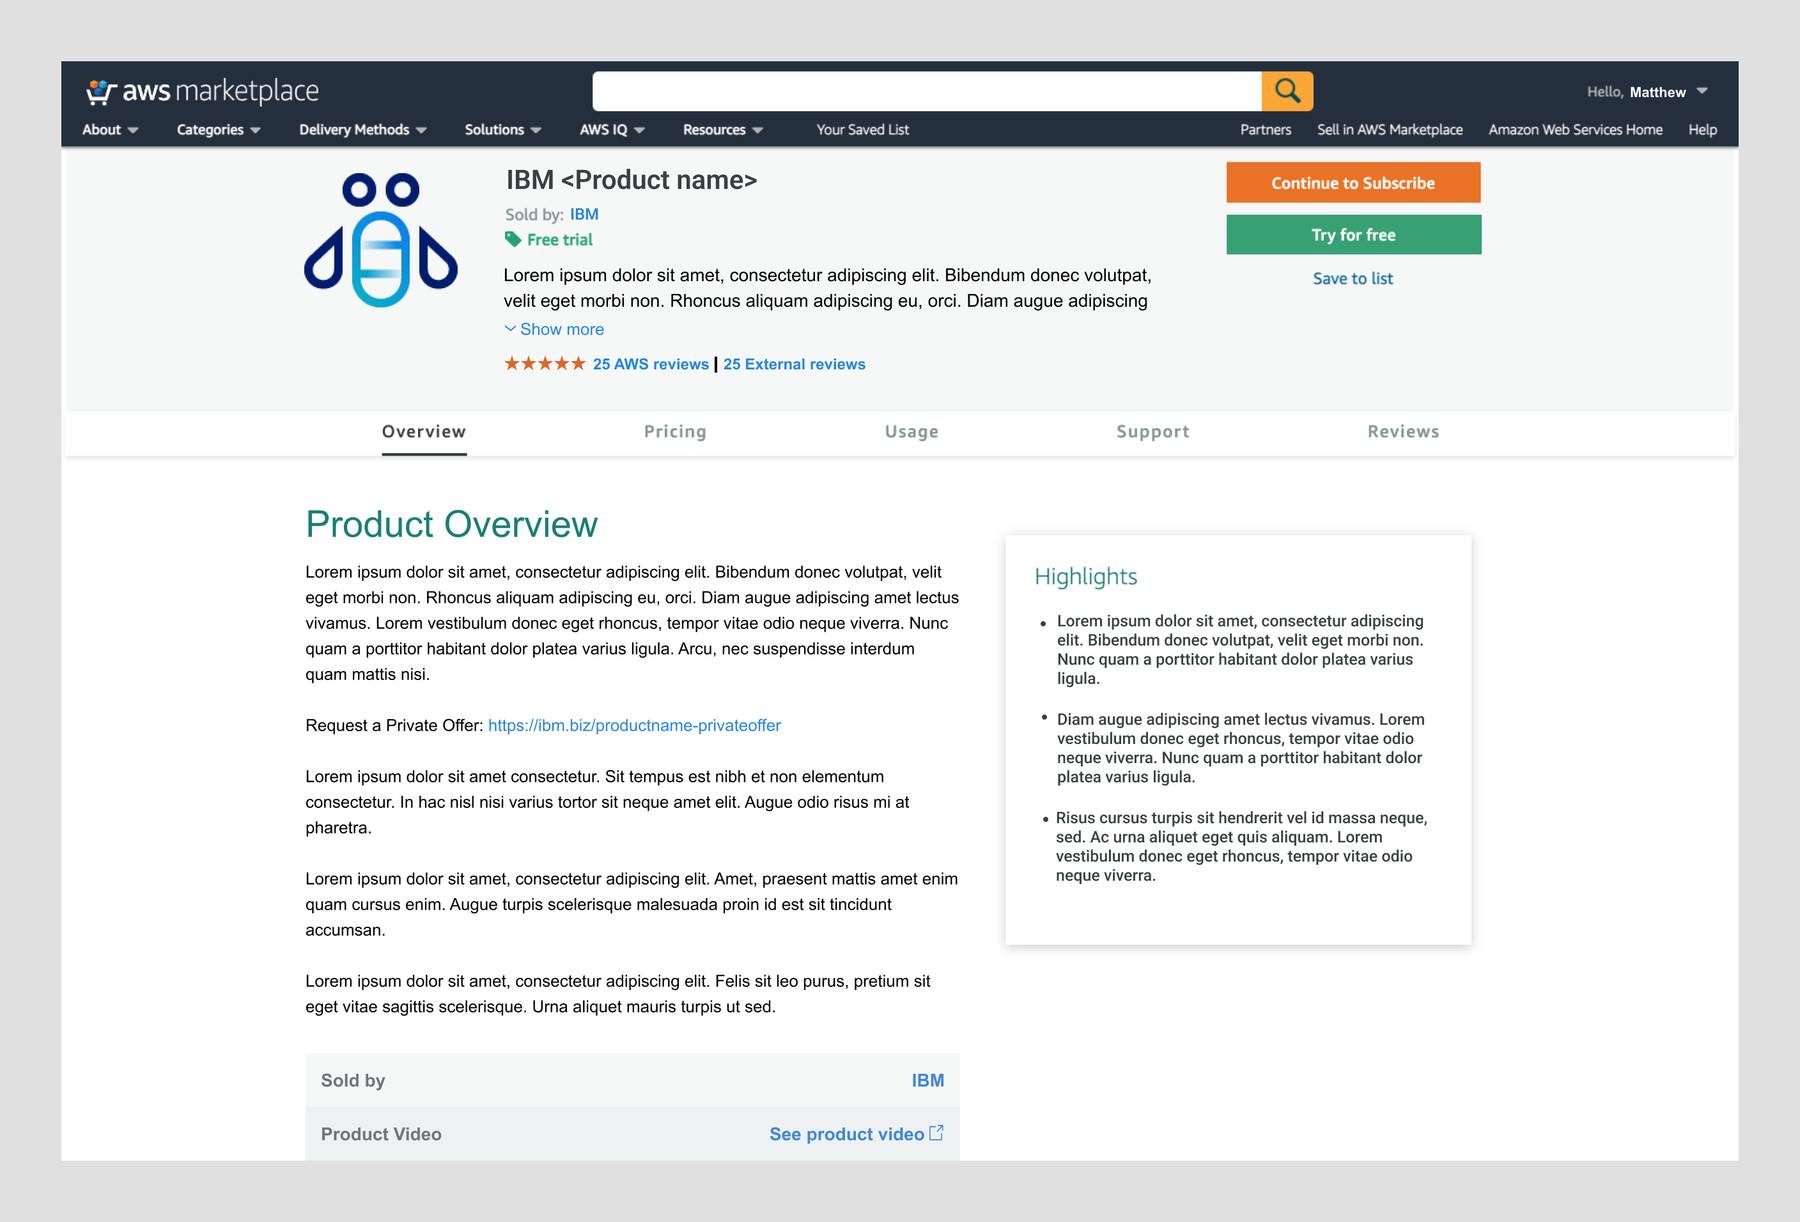 aws marketplace
Hello, Matthew
About Categories Delivery Methods Solutions AWS IQ Resources Your Saved List Partners Sell in AWS Marketplace Amazon Web Services Home Help
IBM <Product name>
Sold by: IBM
Free trial
Lorem ipsum dolor sit amet, consectetur adipiscing elit. Bibendum donec volutpat,
velit eget morbi non. Rhoncus aliquam adipiscing eu, orci. Diam augue adipiscing
Show more
25 AWS reviews | 25 External reviews
Continue to Subscribe
Try for free
Save to list
Overview Pricing Usage Support Reviews
Product Overview
Lorem ipsum dolor sit amet, consectetur adipiscing elit. Bibendum donec volutpat, velit
eget morbi non. Rhoncus aliquam adipiscing eu, orci. Diam augue adipiscing amet lectus
vivamus. Lorem vestibulum donec eget rhoncus, tempor vitae odio neque viverra. Nunc
quam a porttitor habitant dolor platea varius ligula. Arcu, nec suspendisse interdum
quam mattis nisi.
Request a Private Offer: https://ibm.biz/productname-privateoffer
Lorem ipsum dolor sit amet consectetur. Sit tempus est nibh et non elementum
consectetur. In hac nisl nisi varius tortor sit neque amet elit. Augue odio risus mi at
pharetra.
Lorem ipsum dolor sit amet, consectetur adipiscing elit. Amet, praesent mattis amet enim
quam cursus enim. Augue turpis scelerisque malesuada proin id est sit tincidunt
accumsan.
Lorem ipsum dolor sit amet, consectetur adipiscing elit. Felis sit leo purus, pretium sit
eget vitae sagittis scelerisque. Urna aliquet mauris turpis ut sed.
Sold by IBM
Product Video See product video
Highlights
• Lorem ipsum dolor sit amet, consectetur adipiscing
elit. Bibendum donec volutpat, velit eget morbi non.
Nunc quam a porttitor habitant dolor platea varius
ligula.
• Diam augue adipiscing amet lectus vivamus. Lorem
vestibulum donec eget rhoncus, tempor vitae odio
neque viverra. Nunc quam a porttitor habitant dolor
platea varius ligula.
• Risus cursus turpis sit hendrerit vel id massa neque,
sed. Ac urna aliquet eget quis aliquam. Lorem
vestibulum donec eget rhoncus, tempor vitae odio
neque viverra.